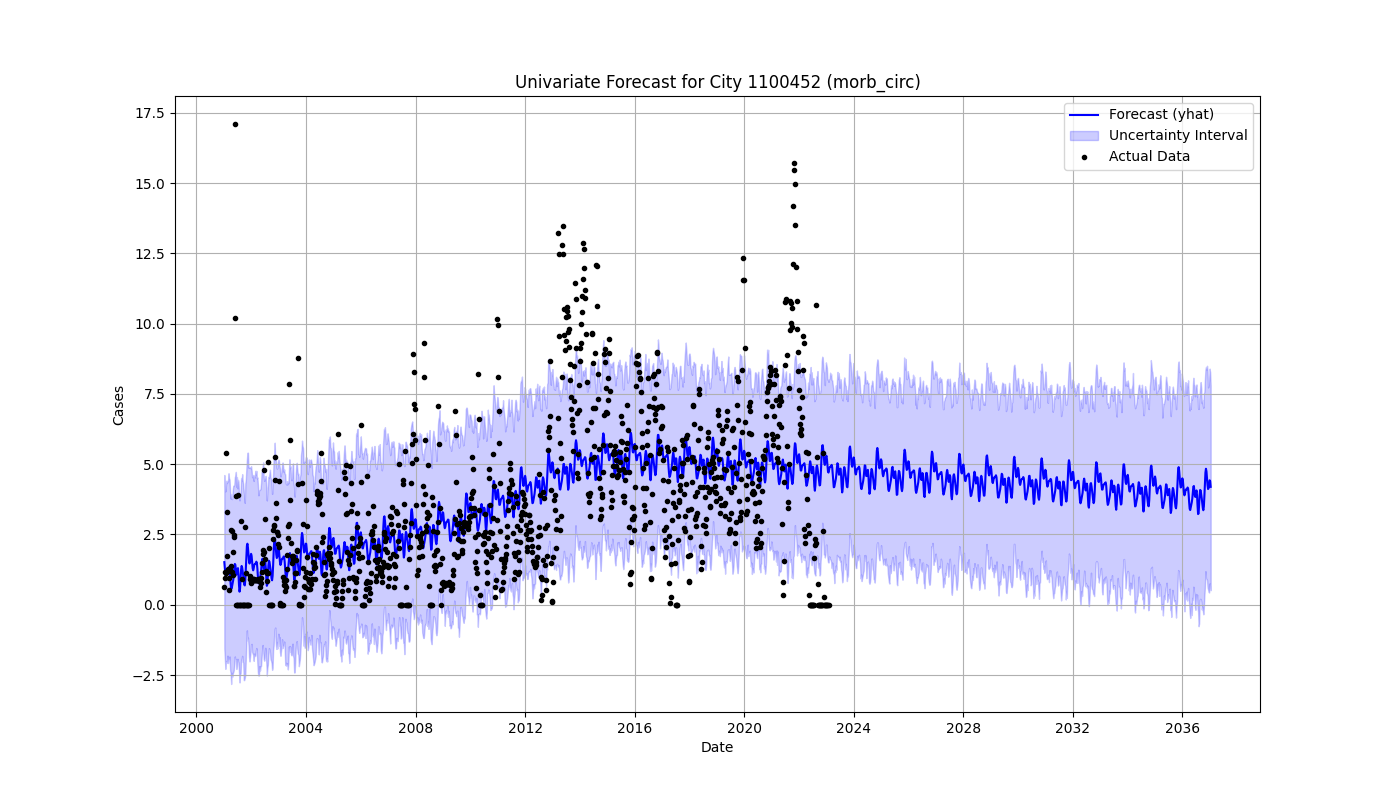 Univariate Forecast for City 1100452 (morb_circ)
Forecast (yhat)
Uncertainty Interval
Actual Data
17.5
15.0
12.5
10.0
7.5
5.0
2.5
0.0
−2.5
Cases
2000 2004 2008 2012 2016 2020 2024 2028 2032 2036
Date